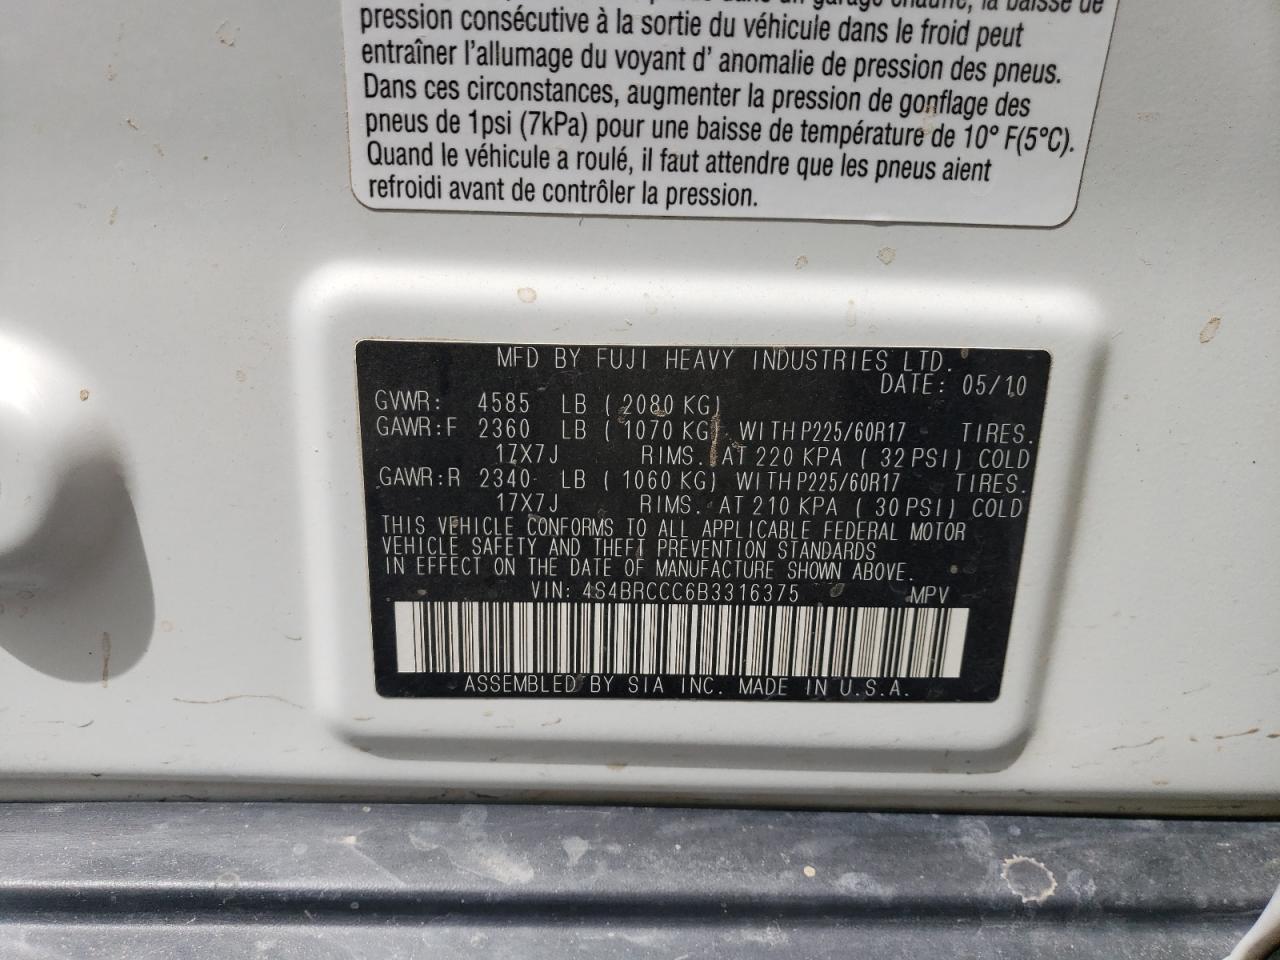 la baisse de
pression consécutive à la sortie du véhicule dans le froid peut
entraîner l'allumage du voyant d' anomalie de pression des pneus.
Dans ces circonstances, augmenter la pression de gonflage des
pneus de 1psi (7kPa) pour une baisse de température de 10° F(5°C).
Quand le véhicule a roulé, il faut attendre que les pneus aient
refroidi avant de contrôler la pression.
MFD BY FUJI HEAVY INDUSTRIES LTD.
DATE: 05/10
GVWR: 4585 LB ( 2080 KG)
GAWR:F 2360 LB ( 1070 KG) WITH P225/60R17 TIRES.
17X7J RIMS. AT 220 KPA ( 32 PSI) COLD
GAWR:R 2340 LB ( 1060 KG) WITH P225/60R17 TIRES.
17X7J RIMS. AT 210 KPA ( 30 PSI) COLD
THIS VEHICLE CONFORMS TO ALL APPLICABLE FEDERAL MOTOR
VEHICLE SAFETY AND THEFT PREVENTION STANDARDS
IN EFFECT ON THE DATE OF MANUFACTURE SHOWN ABOVE.
VIN: 4S4BRCCC6B3316375 MPV
ASSEMBLED BY SIA INC. MADE IN U.S.A.